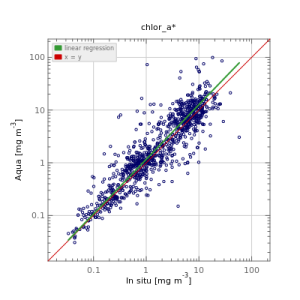 chlor_a*
linear regression
x = y
100
10
1
0.1
0.1
1
10
100
Aqua [mg m⁻³]
In situ [mg m⁻³]